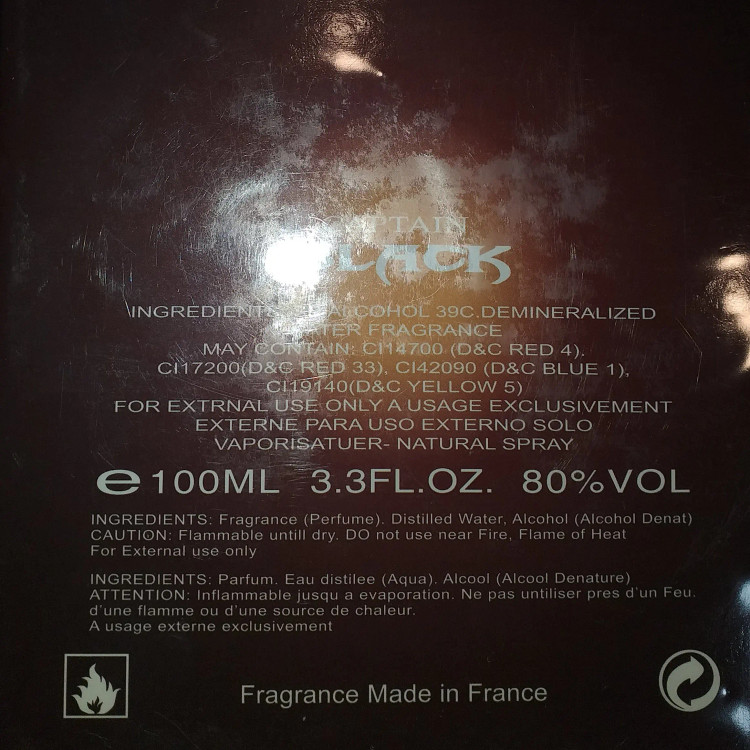 BLACK
INGREDIENTS ALCOHOL 39C.DEMINERALIZED
FRAGRANCE
MAY CONTAIN: CI14700 (D&C RED 4).
CI17200(D&C RED 33), CI42090 (D&C BLUE 1),
CI19140(D&C YELLOW 5)
FOR EXTRNAL USE ONLY A USAGE EXCLUSIVEMENT
EXTERNE PARA USO EXTERNO SOLO
VAPORISATUER- NATURAL SPRAY
e 100ML 3.3FL.OZ. 80%VOL
INGREDIENTS: Fragrance (Perfume). Distilled Water, Alcohol (Alcohol Denat)
CAUTION: Flammable untill dry. DO not use near Fire, Flame of Heat
For External use only
INGREDIENTS: Parfum. Eau distilee (Aqua). Alcool (Alcool Denature)
ATTENTION: Inflammable jusqu a evaporation. Ne pas untiliser pres d'un Feu.
d'une flamme ou d'une source de chaleur.
A usage externe exclusivement
Fragrance Made in France